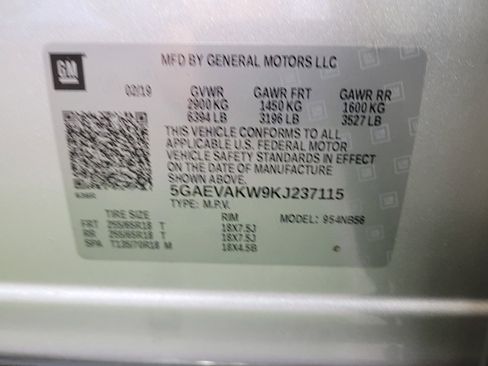 GM
MFD BY GENERAL MOTORS LLC
02/19 GVWR GAWR FRT GAWR RR
2900 KG 1450 KG 1600 KG
6394 LB 3196 LB 3527 LB
THIS VEHICLE CONFORMS TO ALL
APPLICABLE U.S. FEDERAL MOTOR
VEHICLE SAFETY STANDARDS IN EFFECT
ON THE DATE OF MANUFACTURE SHOWN ABOVE.
5GAEVAKW9KJ237115
TYPE: M.P.V.
TIRE SIZE RIM MODEL:
FRT 255/65R18 T 18X7.5J
RR 255/65R18 T 18X7.5J
SPA T135/70R18 M 18X4.5B